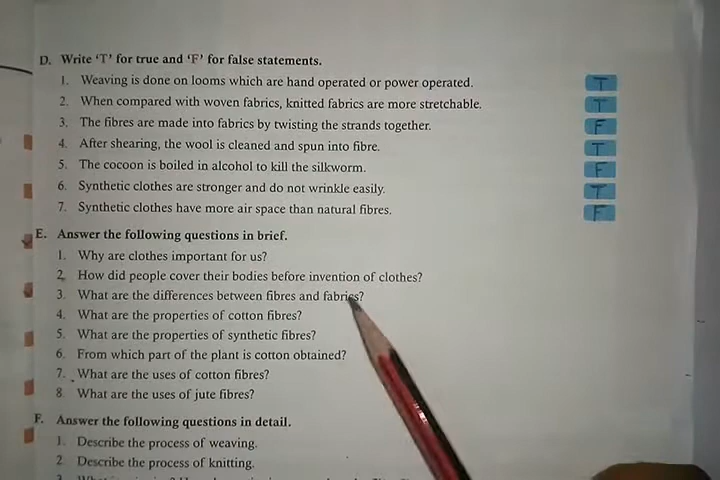 D. Write 'T' for true and 'F' for false statements.
1. Weaving is done on looms which are hand operated or power operated. T
2. When compared with woven fabrics, knitted fabrics are more stretchable. T
3. The fibres are made into fabrics by twisting the strands together. F
4. After shearing, the wool is cleaned and spun into fibre. T
5. The cocoon is boiled in alcohol to kill the silkworm. F
6. Synthetic clothes are stronger and do not wrinkle easily. T
7. Synthetic clothes have more air space than natural fibres. F
E. Answer the following questions in brief.
1. Why are clothes important for us?
2. How did people cover their bodies before invention of clothes?
3. What are the differences between fibres and fabrics?
4. What are the properties of cotton fibres?
5. What are the properties of synthetic fibres?
6. From which part of the plant is cotton obtained?
7. What are the uses of cotton fibres?
8 What are the uses of jute fibres?
F. Answer the following questions in detail.
1. Describe the process of weaving.
2 Describe the process of knitting.